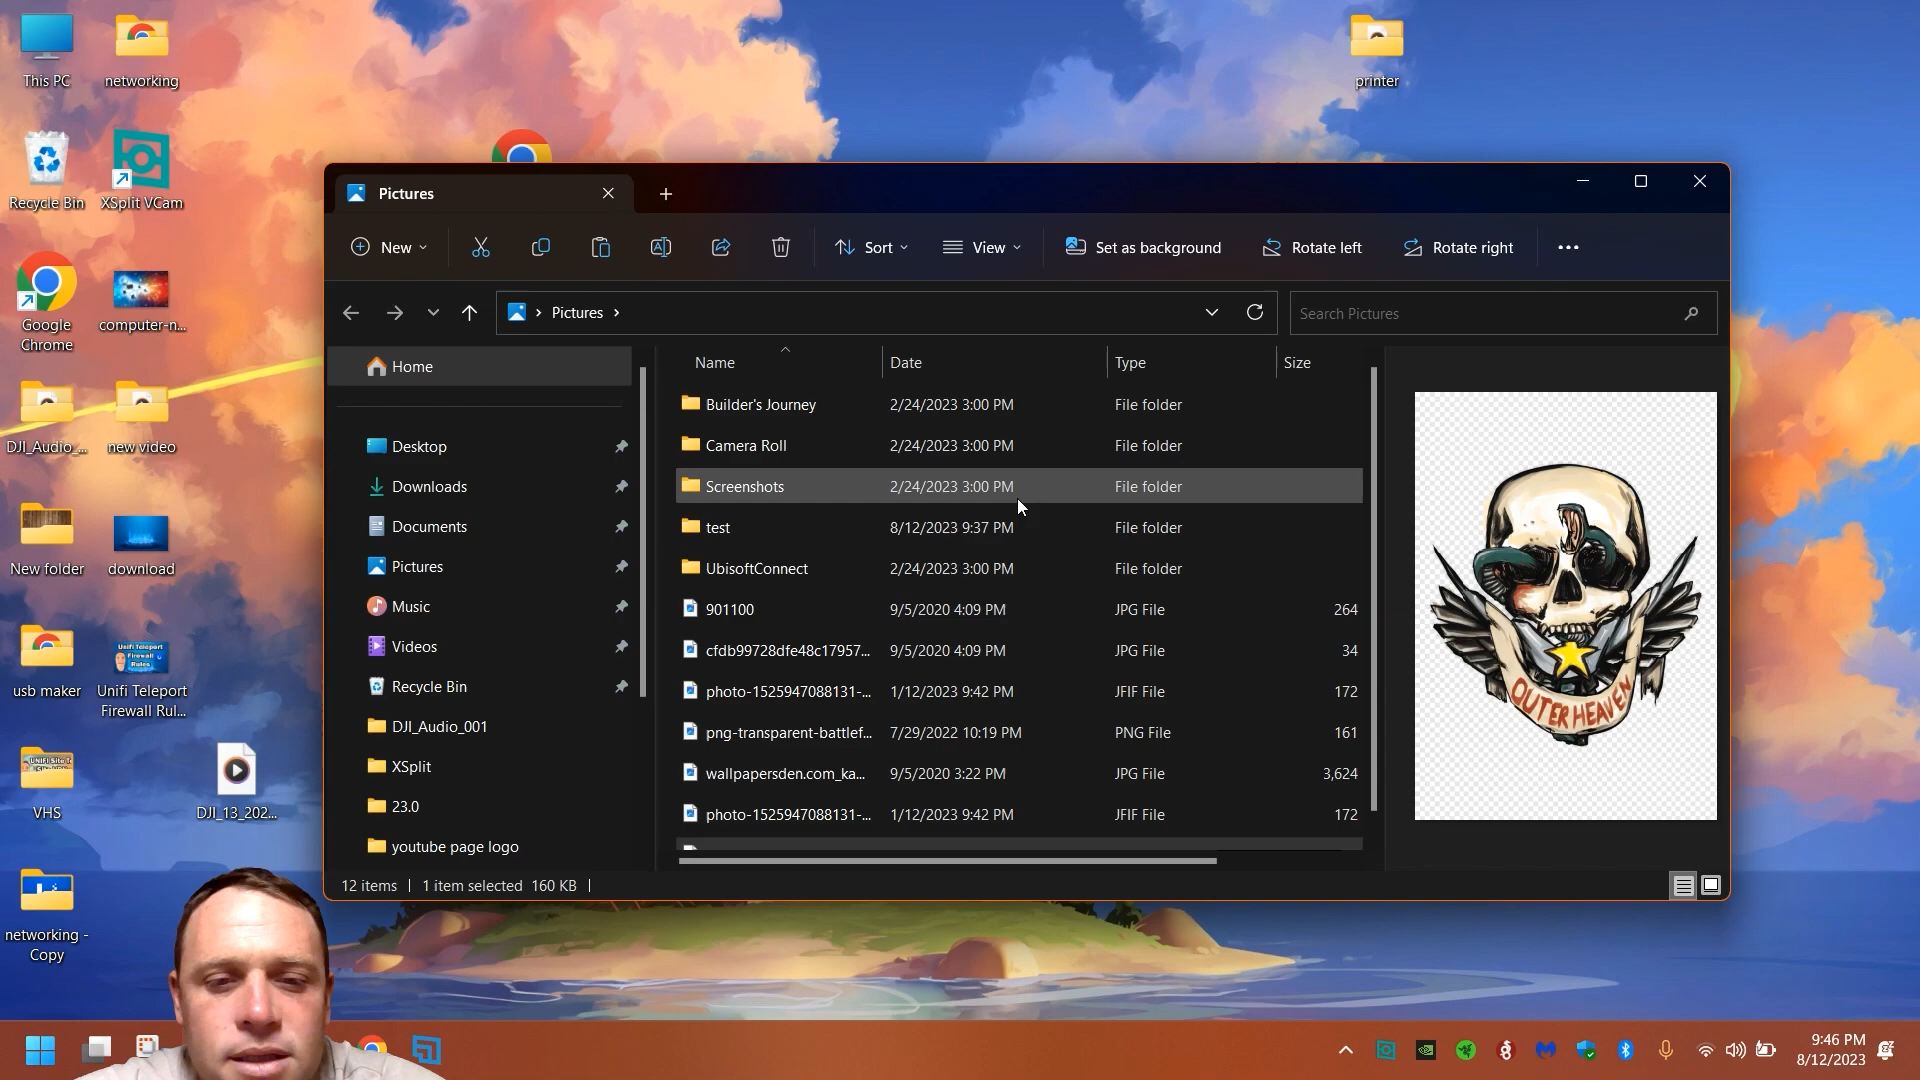 This PC
networking
printer
Recycle Bin
XSplit VCam
Google
Chrome
computer-n...
DJI_Audio_...
new video
New folder
download
usb maker
Unifi Teleport
Firewall Rul...
Unifi Teleport
Firewall
Rules
VHS
DJI_13_202...
networking -
Copy
Pictures
New
Sort
View
Set as background
Rotate left
Rotate right
Pictures
Search Pictures
Home
Desktop
Downloads
Documents
Pictures
Music
Videos
Recycle Bin
DJI_Audio_001
XSplit
23.0
youtube page logo
Name Date Type Size
Builder's Journey 2/24/2023 3:00 PM File folder
Camera Roll 2/24/2023 3:00 PM File folder
Screenshots 2/24/2023 3:00 PM File folder
test 8/12/2023 9:37 PM File folder
UbisoftConnect 2/24/2023 3:00 PM File folder
901100 9/5/2020 4:09 PM JPG File 264
cfdb99728dfe48c17957... 9/5/2020 4:09 PM JPG File 34
photo-1525947088131-... 1/12/2023 9:42 PM JFIF File 172
png-transparent-battlef... 7/29/2022 10:19 PM PNG File 161
wallpapersden.com_ka... 9/5/2020 3:22 PM JPG File 3,624
photo-1525947088131-... 1/12/2023 9:42 PM JFIF File 172
OUTER HEAVEN
12 items 1 item selected 160 KB
9:46 PM
8/12/2023